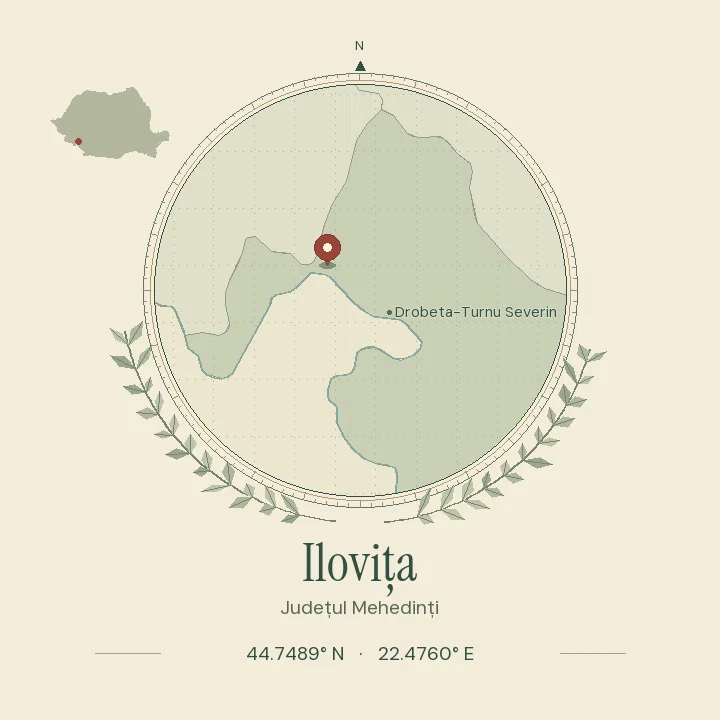 N
Drobeta-Turnu Severin
Ilovița
Județul Mehedinți
44.7489° N · 22.4760° E